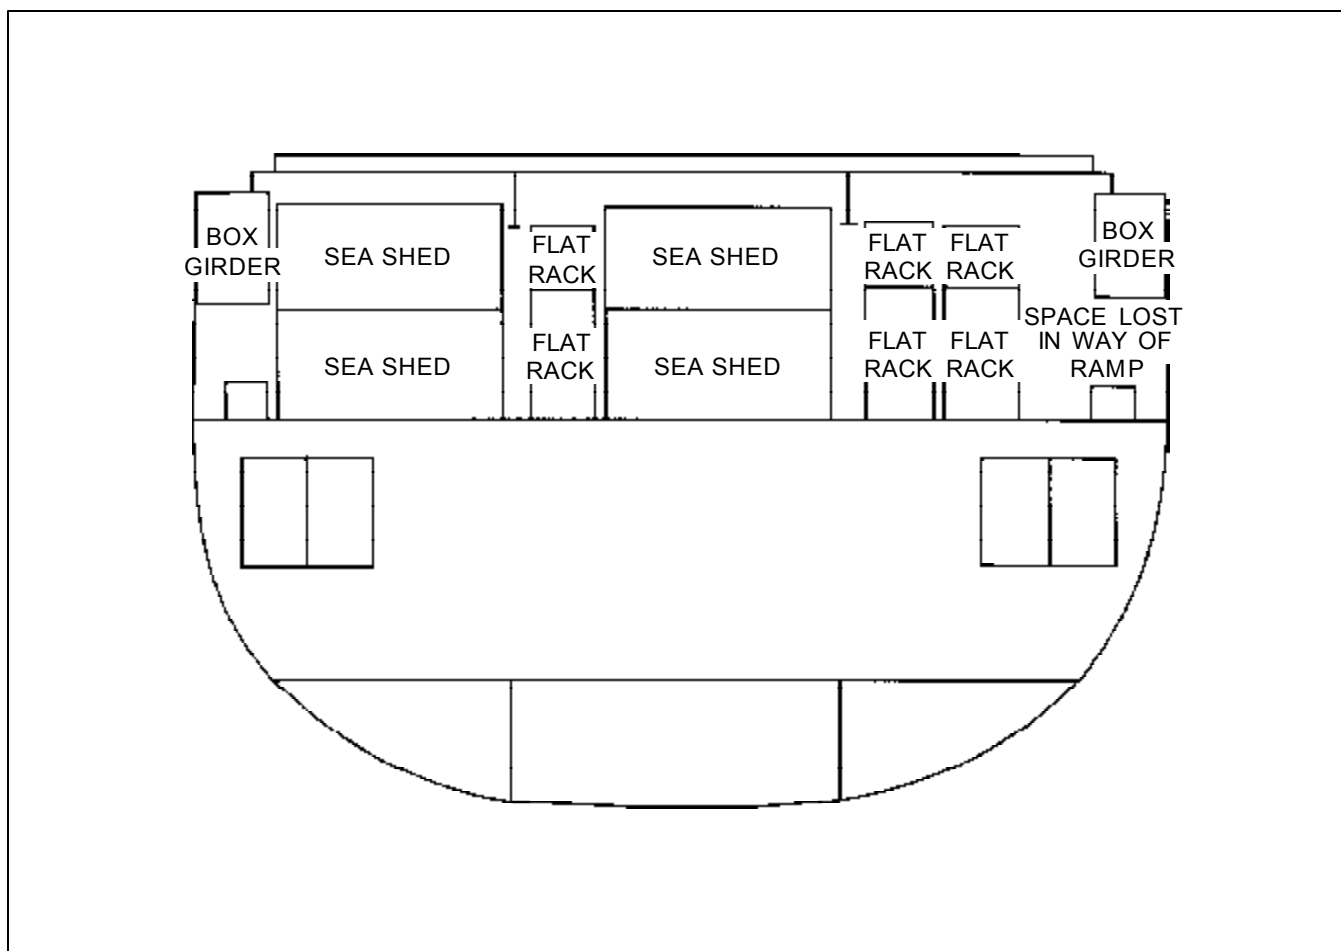 BOX
GIRDER
SEA SHED
FLAT
RACK
SEA SHED
FLAT
RACK
FLAT
RACK
BOX
GIRDER
SEA SHED
FLAT
RACK
SEA SHED
FLAT
RACK
FLAT
RACK
SPACE LOST
IN WAY OF
RAMP